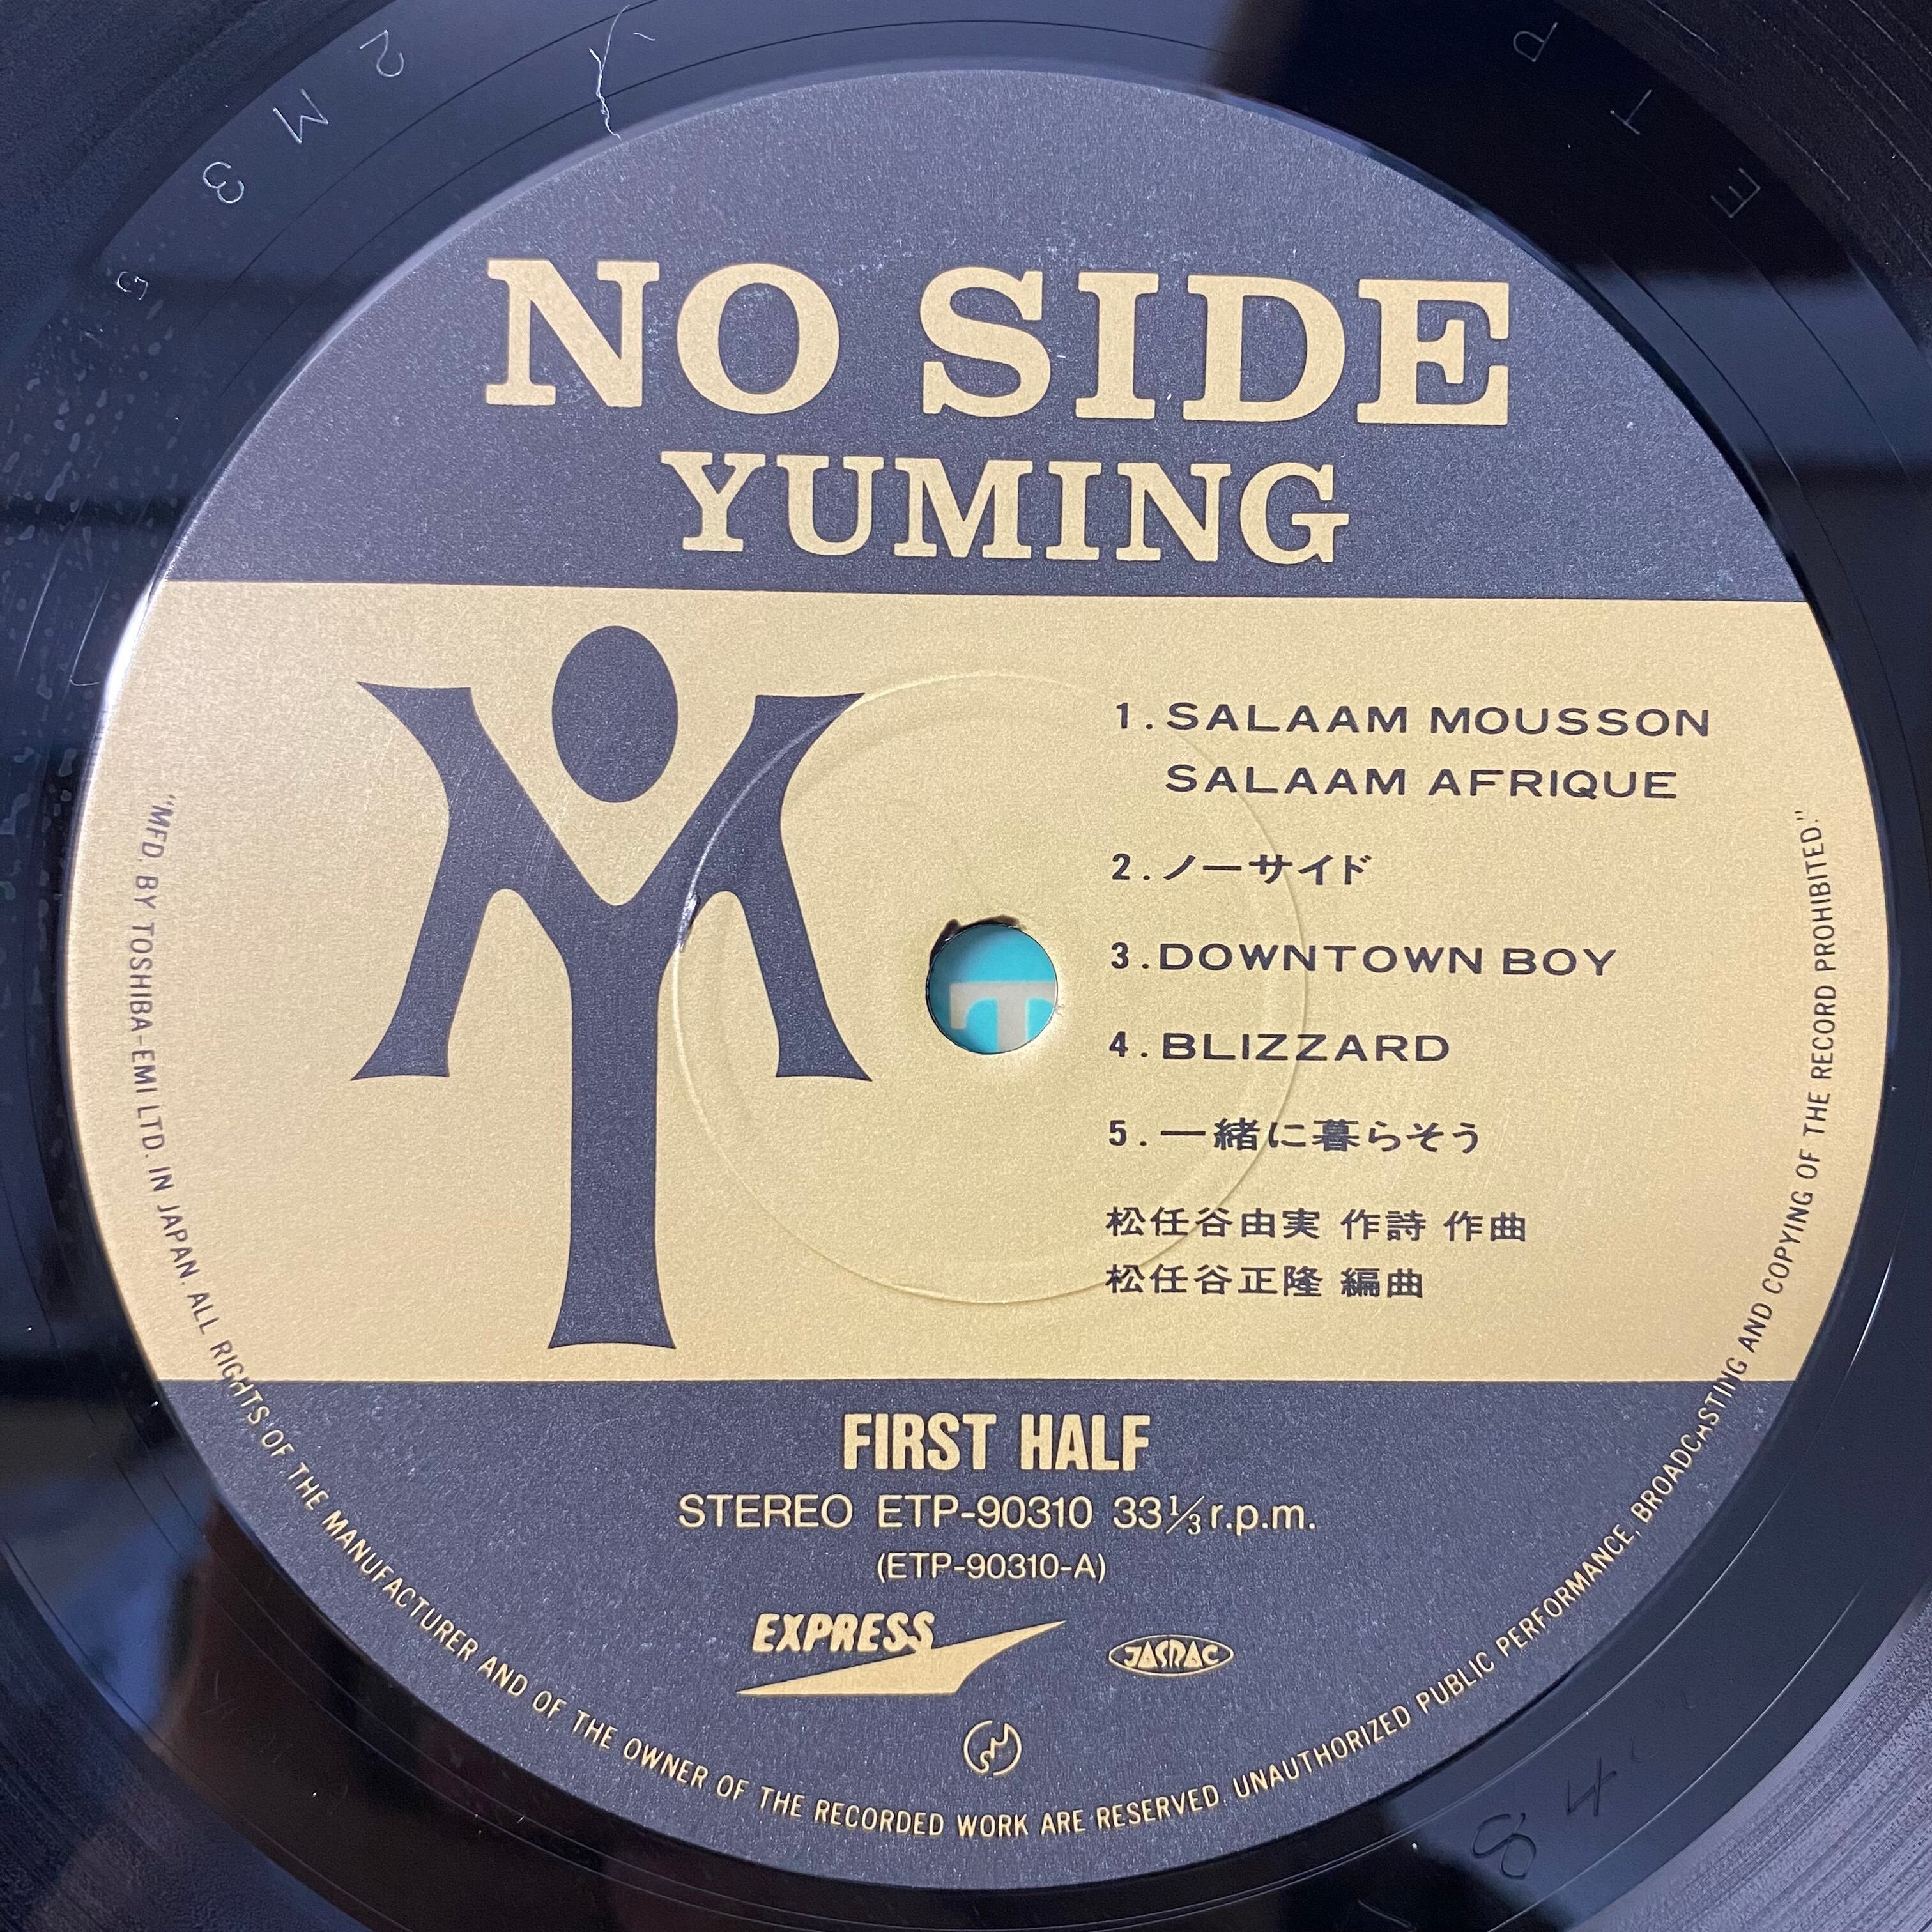 NO SIDE
YUMING
1. SALAAM MOUSSON
SALAAM AFRIQUE
2. ノーサイド
3. DOWNTOWN BOY
4. BLIZZARD
5. 一緒に暮らそう
松任谷由実 作詩 作曲
松任谷正隆 編曲
FIRST HALF
STEREO ETP-90310 33⅓ r.p.m.
(ETP-90310-A)
EXPRESS
JASRAC
"MFD. BY TOSHIBA-EMI LTD. IN JAPAN. ALL RIGHTS OF THE MANUFACTURER AND OF THE OWNER OF THE RECORDED WORK ARE RESERVED. UNAUTHORIZED PUBLIC PERFORMANCE, BROADCASTING AND COPYING OF THE RECORD PROHIBITED."
T
2M3
ETR
S4